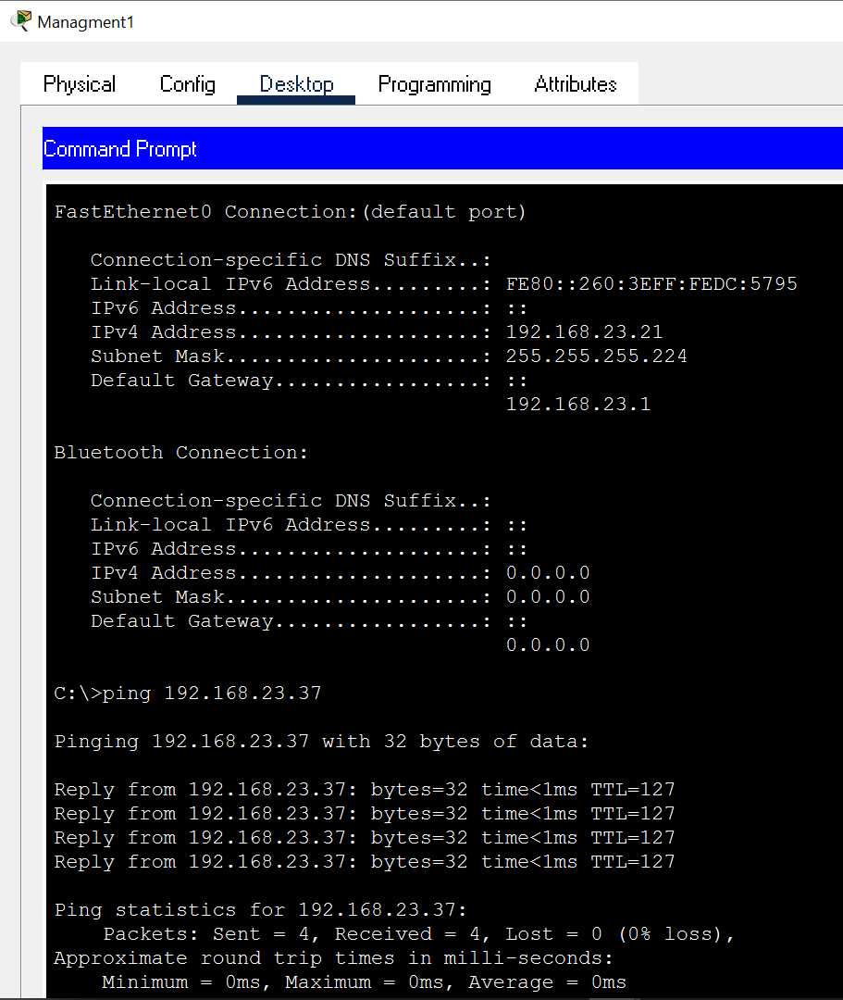 Managment1
Physical Config Desktop Programming Attributes
Command Prompt
FastEthernet0 Connection:(default port)
Connection-specific DNS Suffix..:
Link-local IPv6 Address.........: FE80::260:3EFF:FEDC:5795
IPv6 Address....................: ::
IPv4 Address....................: 192.168.23.21
Subnet Mask.....................: 255.255.255.224
Default Gateway.................: ::
192.168.23.1
Bluetooth Connection:
Connection-specific DNS Suffix..:
Link-local IPv6 Address.........: ::
IPv6 Address....................: ::
IPv4 Address....................: 0.0.0.0
Subnet Mask.....................: 0.0.0.0
Default Gateway.................: ::
0.0.0.0
C:\>ping 192.168.23.37
Pinging 192.168.23.37 with 32 bytes of data:
Reply from 192.168.23.37: bytes=32 time<1ms TTL=127
Reply from 192.168.23.37: bytes=32 time<1ms TTL=127
Reply from 192.168.23.37: bytes=32 time<1ms TTL=127
Reply from 192.168.23.37: bytes=32 time<1ms TTL=127
Ping statistics for 192.168.23.37:
Packets: Sent = 4, Received = 4, Lost = 0 (0% loss),
Approximate round trip times in milli-seconds:
Minimum = 0ms, Maximum = 0ms, Average = 0ms